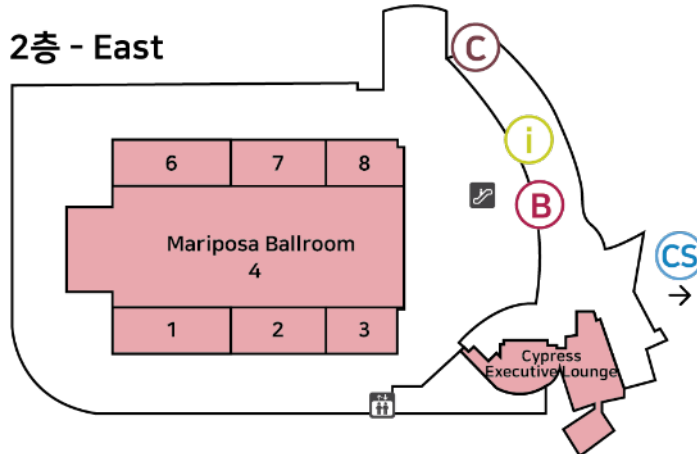 2층 - East
C
i
B
CS
→
6
7
8
Mariposa Ballroom
4
1
2
3
Cypress
Executive Lounge